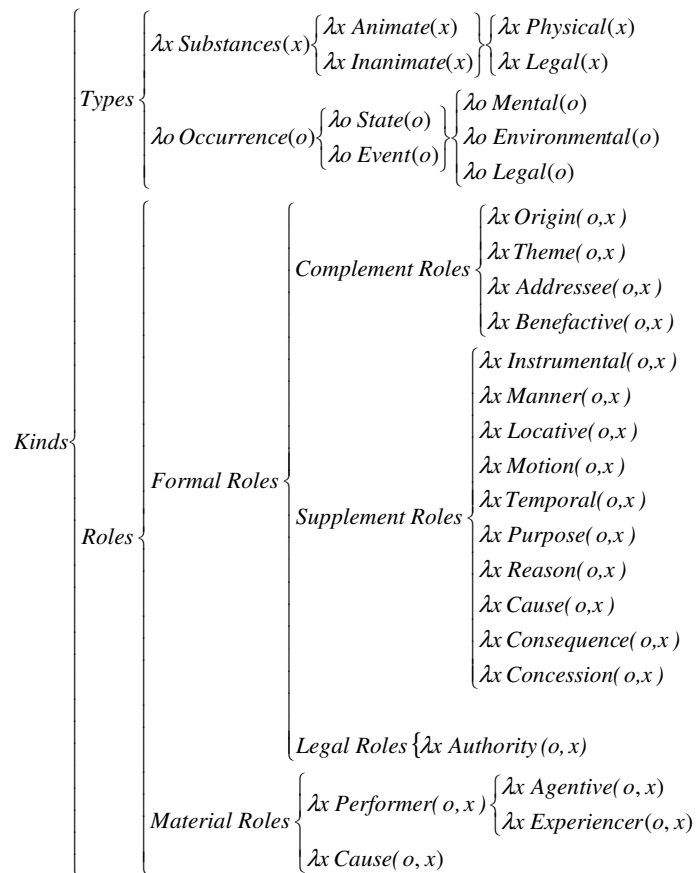 λx Substances(x) { λx Animate(x) } { λx Physical(x)
λx Inanimate(x) λx Legal(x)
Types
λo Mental(o)
λo Occurrence(o) { λo State(o) } { λo Environmental(o)
λo Event(o)
λo Legal(o)
λx Origin( o,x )
λx Theme( o,x )
Complement Roles
λx Addressee( o,x )
λx Benefactive( o,x )
λx Instrumental( o,x )
λx Manner( o,x )
λx Locative( o,x )
Kinds
λx Motion( o,x )
Formal Roles
λx Temporal( o,x )
Supplement Roles
Roles
λx Purpose( o,x )
λx Reason( o,x )
λx Cause( o,x )
λx Consequence( o,x )
λx Concession( o,x )
Legal Roles { λx Authority (o, x)
λx Agentive(o, x)
λx Performer( o, x )
λx Experiencer(o, x)
Material Roles
λx Cause( o, x)